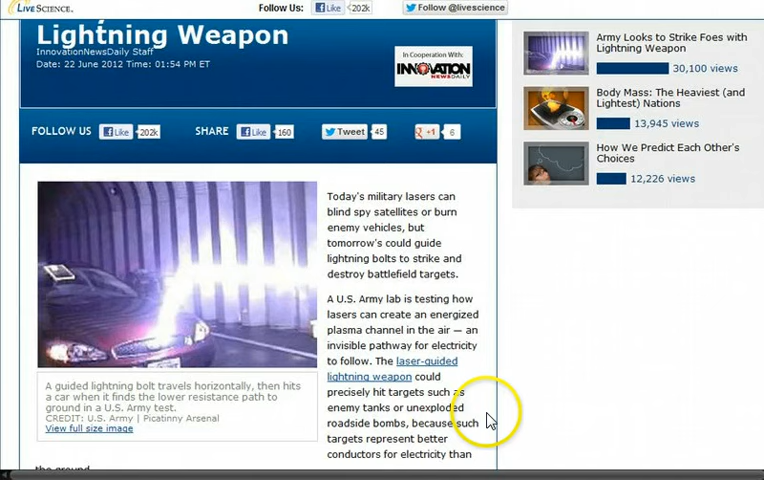 LIVESCIENCE.
Follow Us:
Like 202k
Follow @livescience
Lightning Weapon
InnovationNewsDaily Staff
Date: 22 June 2012 Time: 01:54 PM ET
In Cooperation With:
INNOVATION
NEWSDAILY
FOLLOW US Like 202k SHARE Like 160 Tweet 45 +1 6
Today's military lasers can
blind spy satellites or burn
enemy vehicles, but
tomorrow's could guide
lightning bolts to strike and
destroy battlefield targets.
A U.S. Army lab is testing how
lasers can create an energized
plasma channel in the air — an
invisible pathway for electricity
to follow. The laser-guided
lightning weapon could
precisely hit targets such as
enemy tanks or unexploded
roadside bombs, because such
targets represent better
conductors for electricity than
the ground.
A guided lightning bolt travels horizontally, then hits
a car when it finds the lower resistance path to
ground in a U.S. Army test.
CREDIT: U.S. Army | Picatinny Arsenal
View full size image
Army Looks to Strike Foes with
Lightning Weapon
30,100 views
Body Mass: The Heaviest (and
Lightest) Nations
13,945 views
How We Predict Each Other's
Choices
12,226 views